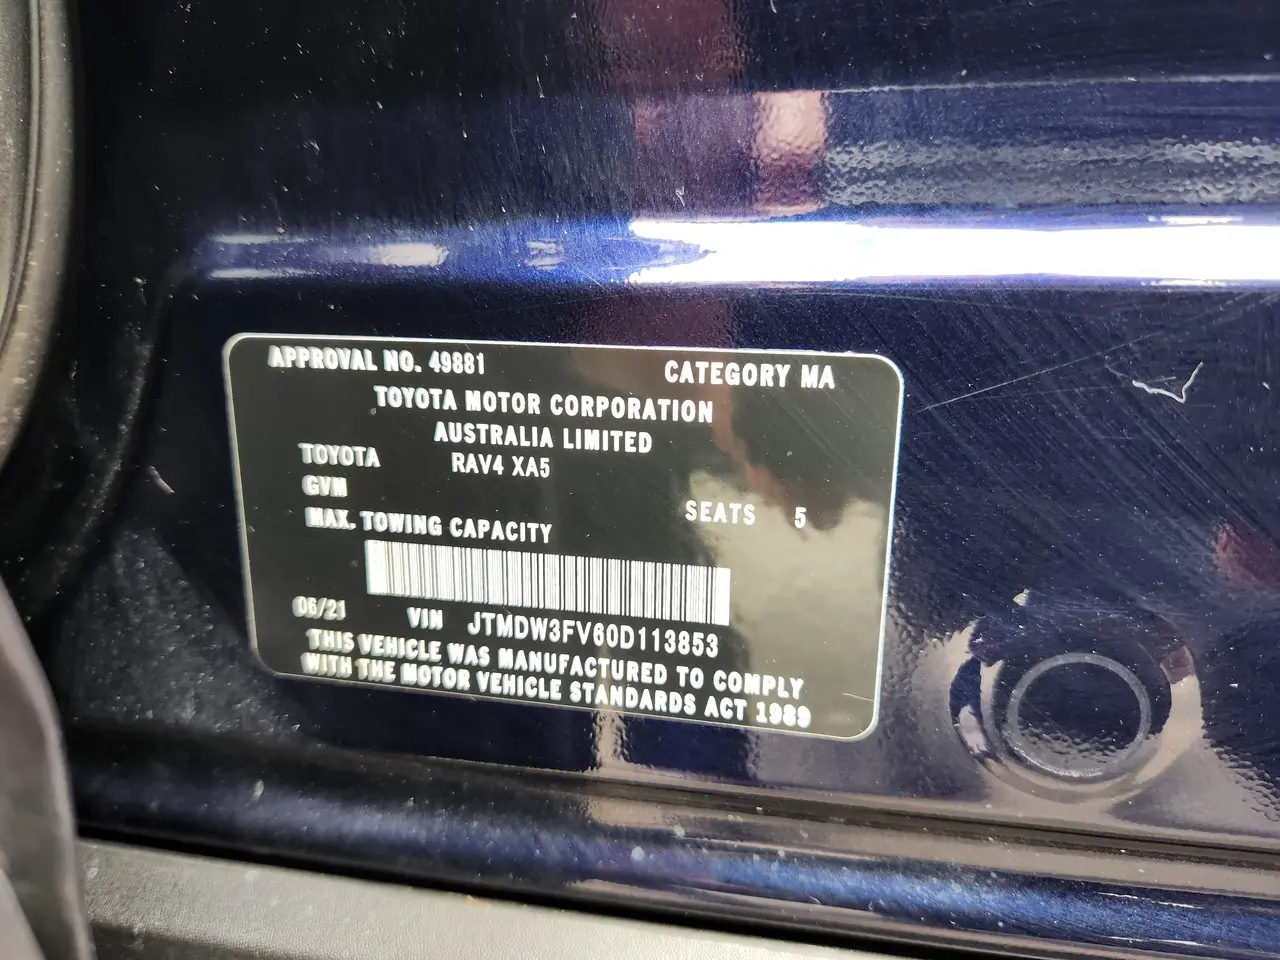 APPROVAL NO. 49881 CATEGORY MA
TOYOTA MOTOR CORPORATION
AUSTRALIA LIMITED
TOYOTA RAV4 XA5
GVM
SEATS 5
MAX. TOWING CAPACITY
06/21 VIN JTMDW3FV60D113853
THIS VEHICLE WAS MANUFACTURED TO COMPLY
WITH THE MOTOR VEHICLE STANDARDS ACT 1989